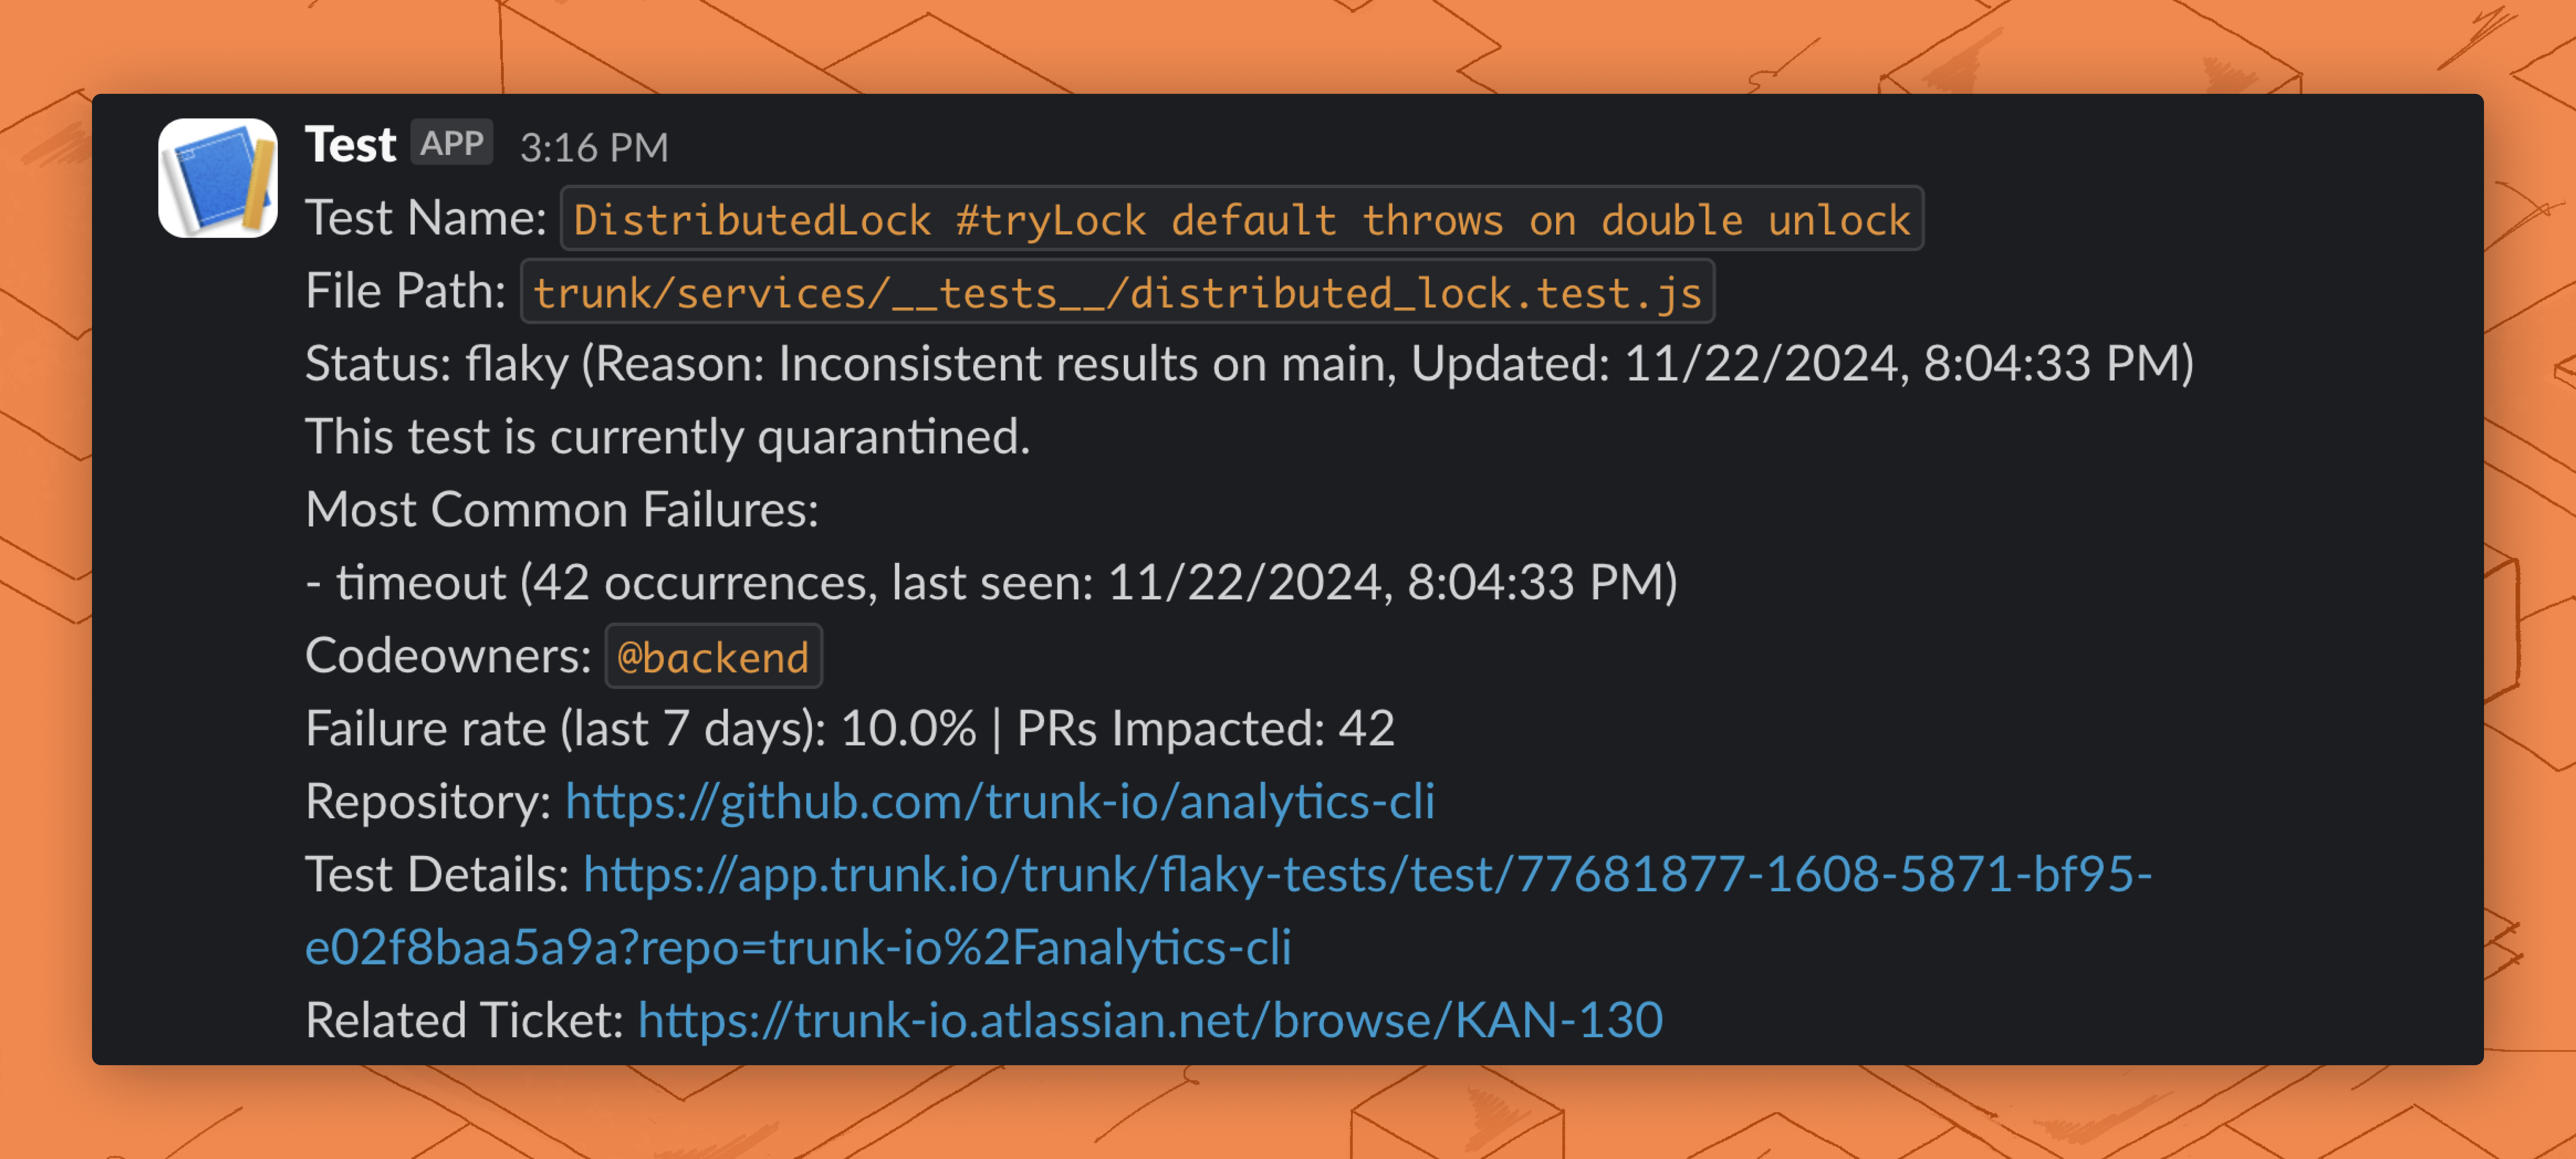 Test APP 3:16 PM
Test Name: DistributedLock #tryLock default throws on double unlock
File Path: trunk/services/__tests__/distributed_lock.test.js
Status: flaky (Reason: Inconsistent results on main, Updated: 11/22/2024, 8:04:33 PM)
This test is currently quarantined.
Most Common Failures:
- timeout (42 occurrences, last seen: 11/22/2024, 8:04:33 PM)
Codeowners: @backend
Failure rate (last 7 days): 10.0% | PRs Impacted: 42
Repository: https://github.com/trunk-io/analytics-cli
Test Details: https://app.trunk.io/trunk/flaky-tests/test/77681877-1608-5871-bf95-
e02f8baa5a9a?repo=trunk-io%2Fanalytics-cli
Related Ticket: https://trunk-io.atlassian.net/browse/KAN-130